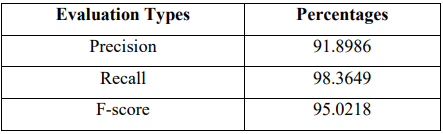 Evaluation Types Percentages
Precision 91.8986
Recall 98.3649
F-score 95.0218